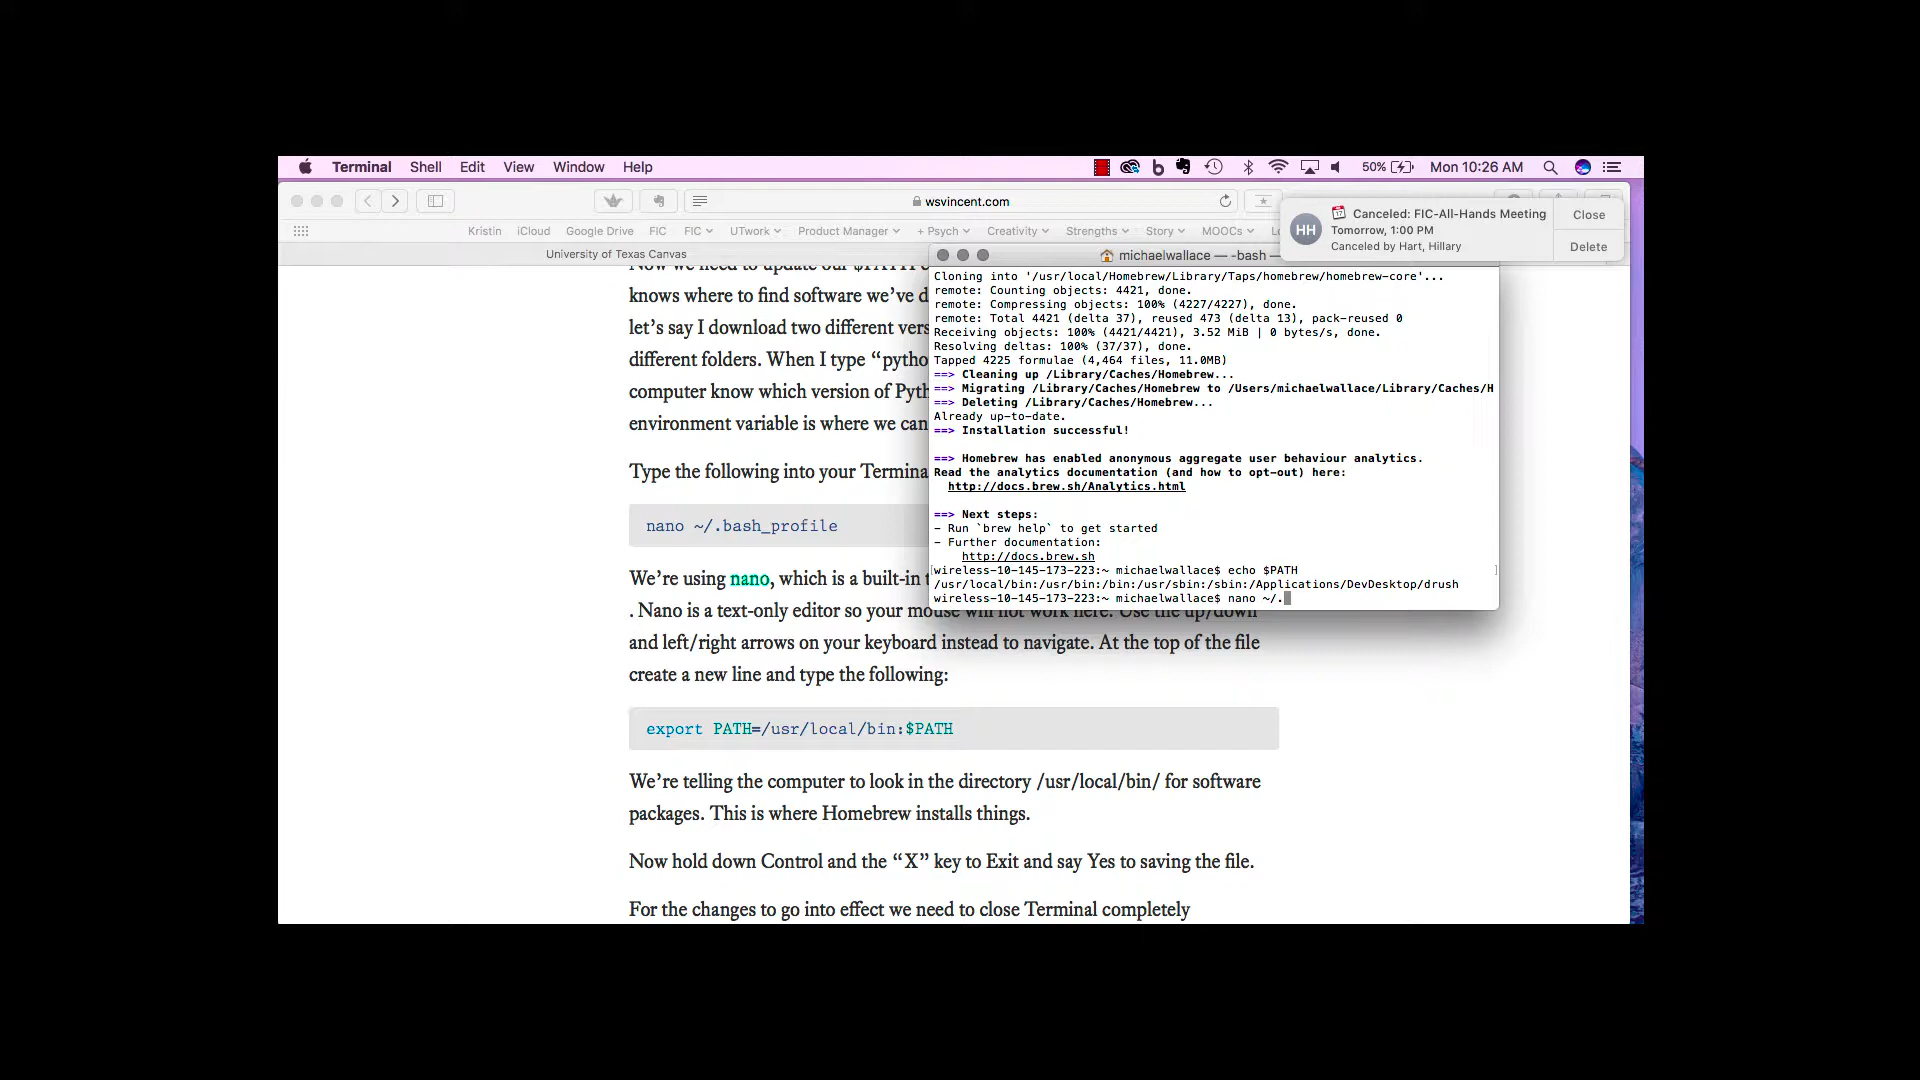 Terminal Shell Edit View Window Help 50% Mon 10:26 AM
wsvincent.com
Kristin iCloud Google Drive FIC FIC UTwork Product Manager + Psych Creativity Strengths Story MOOCs
HH Canceled: FIC-All-Hands Meeting Close
Tomorrow, 1:00 PM
Canceled by Hart, Hillary Delete
University of Texas Canvas
Now we need to update our $PATH
knows where to find software we've d
let's say I download two different vers
different folders. When I type “pytho
computer know which version of Pyth
environment variable is where we can
Type the following into your Termina
nano ~/.bash_profile
We're using nano, which is a built-in t
. Nano is a text-only editor so your mouse will not work here. Use the up/down
and left/right arrows on your keyboard instead to navigate. At the top of the file
create a new line and type the following:
export PATH=/usr/local/bin:$PATH
We're telling the computer to look in the directory /usr/local/bin/ for software
packages. This is where Homebrew installs things.
Now hold down Control and the “X” key to Exit and say Yes to saving the file.
For the changes to go into effect we need to close Terminal completely
michaelwallace — -bash —
Cloning into '/usr/local/Homebrew/Library/Taps/homebrew/homebrew-core'...
remote: Counting objects: 4421, done.
remote: Compressing objects: 100% (4227/4227), done.
remote: Total 4421 (delta 37), reused 473 (delta 13), pack-reused 0
Receiving objects: 100% (4421/4421), 3.52 MiB | 0 bytes/s, done.
Resolving deltas: 100% (37/37), done.
Tapped 4225 formulae (4,464 files, 11.0MB)
==> Cleaning up /Library/Caches/Homebrew...
==> Migrating /Library/Caches/Homebrew to /Users/michaelwallace/Library/Caches/H
==> Deleting /Library/Caches/Homebrew...
Already up-to-date.
==> Installation successful!
==> Homebrew has enabled anonymous aggregate user behaviour analytics.
Read the analytics documentation (and how to opt-out) here:
http://docs.brew.sh/Analytics.html
==> Next steps:
- Run `brew help` to get started
- Further documentation:
http://docs.brew.sh
[wireless-10-145-173-223:~ michaelwallace$ echo $PATH ]
/usr/local/bin:/usr/bin:/bin:/usr/sbin:/sbin:/Applications/DevDesktop/drush
wireless-10-145-173-223:~ michaelwallace$ nano ~/.